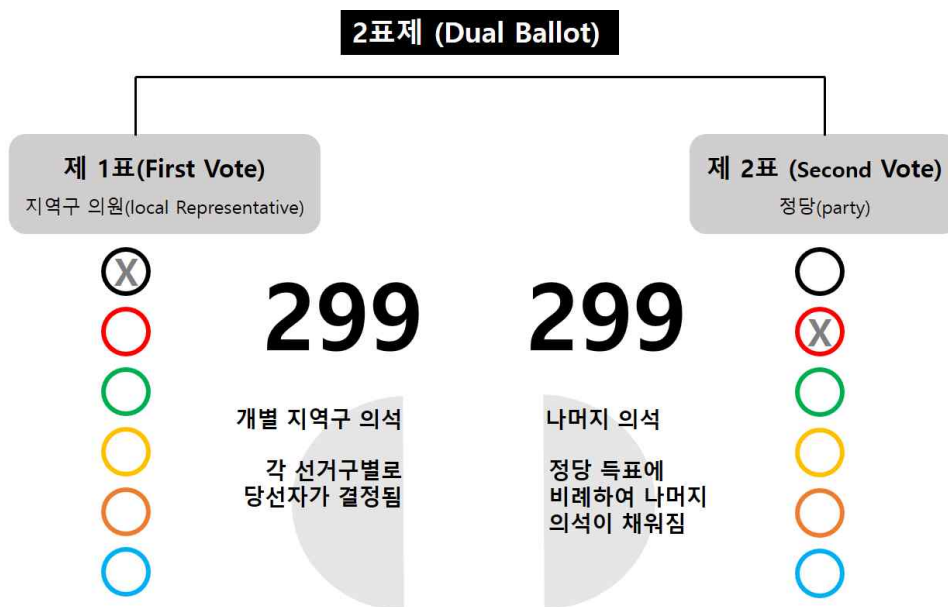 2표제 (Dual Ballot)
제 1표(First Vote)
지역구 의원(local Representative)
X
299
개별 지역구 의석
각 선거구별로
당선자가 결정됨
제 2표 (Second Vote)
정당(party)
X
299
나머지 의석
정당 득표에
비례하여 나머지
의석이 채워짐